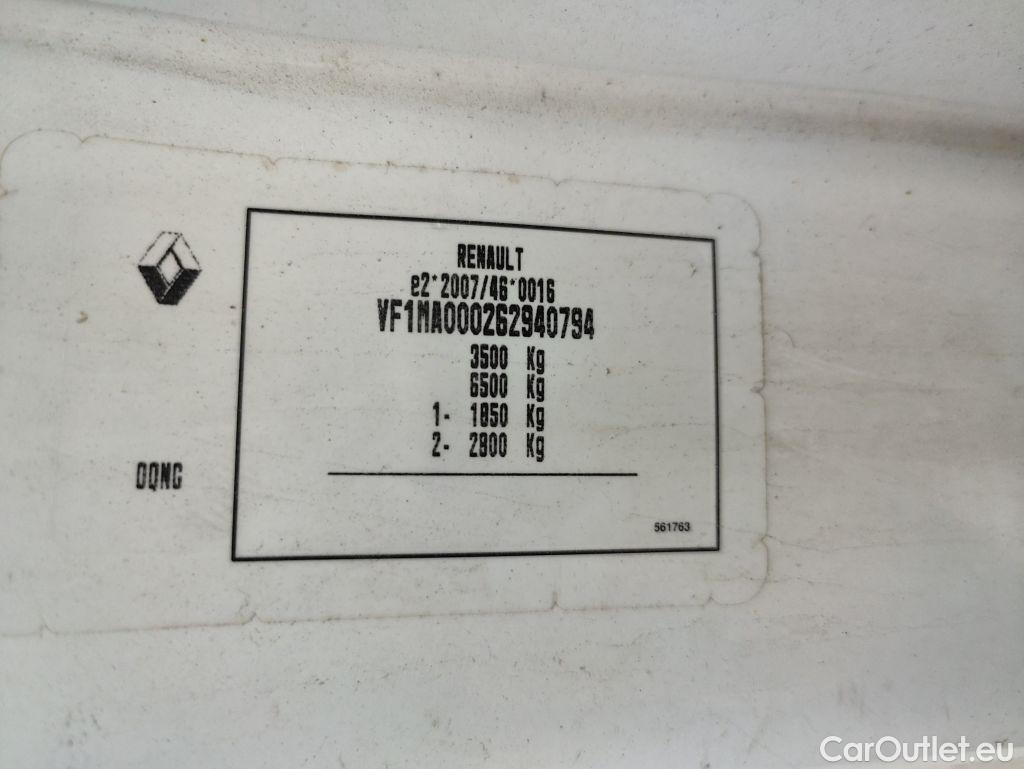 RENAULT
e2*2007/46*0016
VF1MA000262940794
3500 Kg
6500 Kg
1- 1850 Kg
2- 2900 Kg
DQNG
561763
CarOutlet.eu